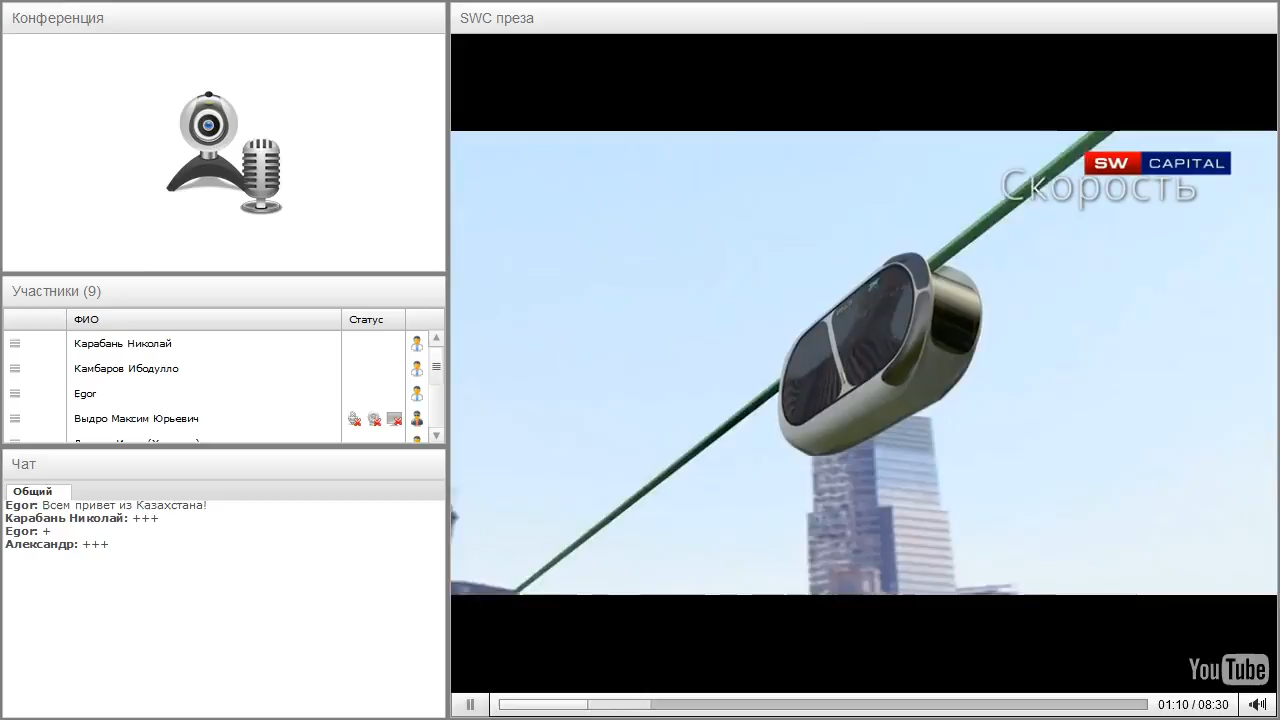 Конференция
SWC преза
SW CAPITAL
Скорость
Участники (9)
ФИО Статус
Карабань Николай
Камбаров Ибодулло
Egor
Выдро Максим Юрьевич
Чат
Общий
Egor: Всем привет из Казахстана!
Карабань Николай: +++
Egor: +
Александр: +++
YouTube
01:10 / 08:30